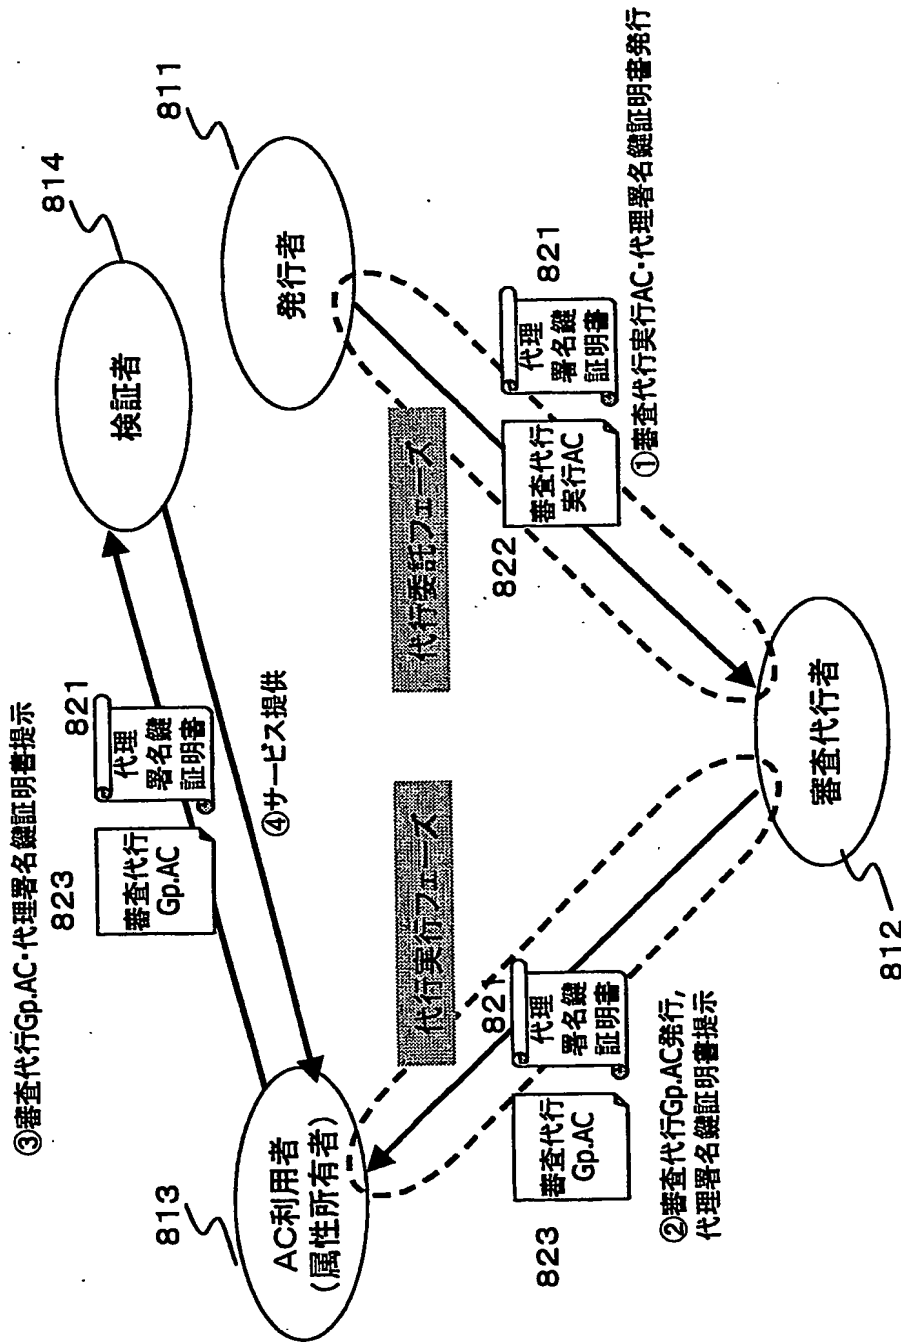 ③審査代行Gp.AC・代理署名鍵証明書提示
823
審査代行
Gp.AC
821
代理
署名鍵
証明書
814
検証者
④サービス提供
813
AC利用者
(属性所有者)
発行者
811
代行実行フェーズ
代行委託フェーズ
823
審査代行
Gp.AC
821
代理
署名鍵
証明書
②審査代行Gp.AC発行,
代理署名鍵証明書提示
822
審査代行
実行AC
代理
署名鍵
証明書
821
①審査代行実行AC・代理署名鍵証明書発行
審査代行者
812